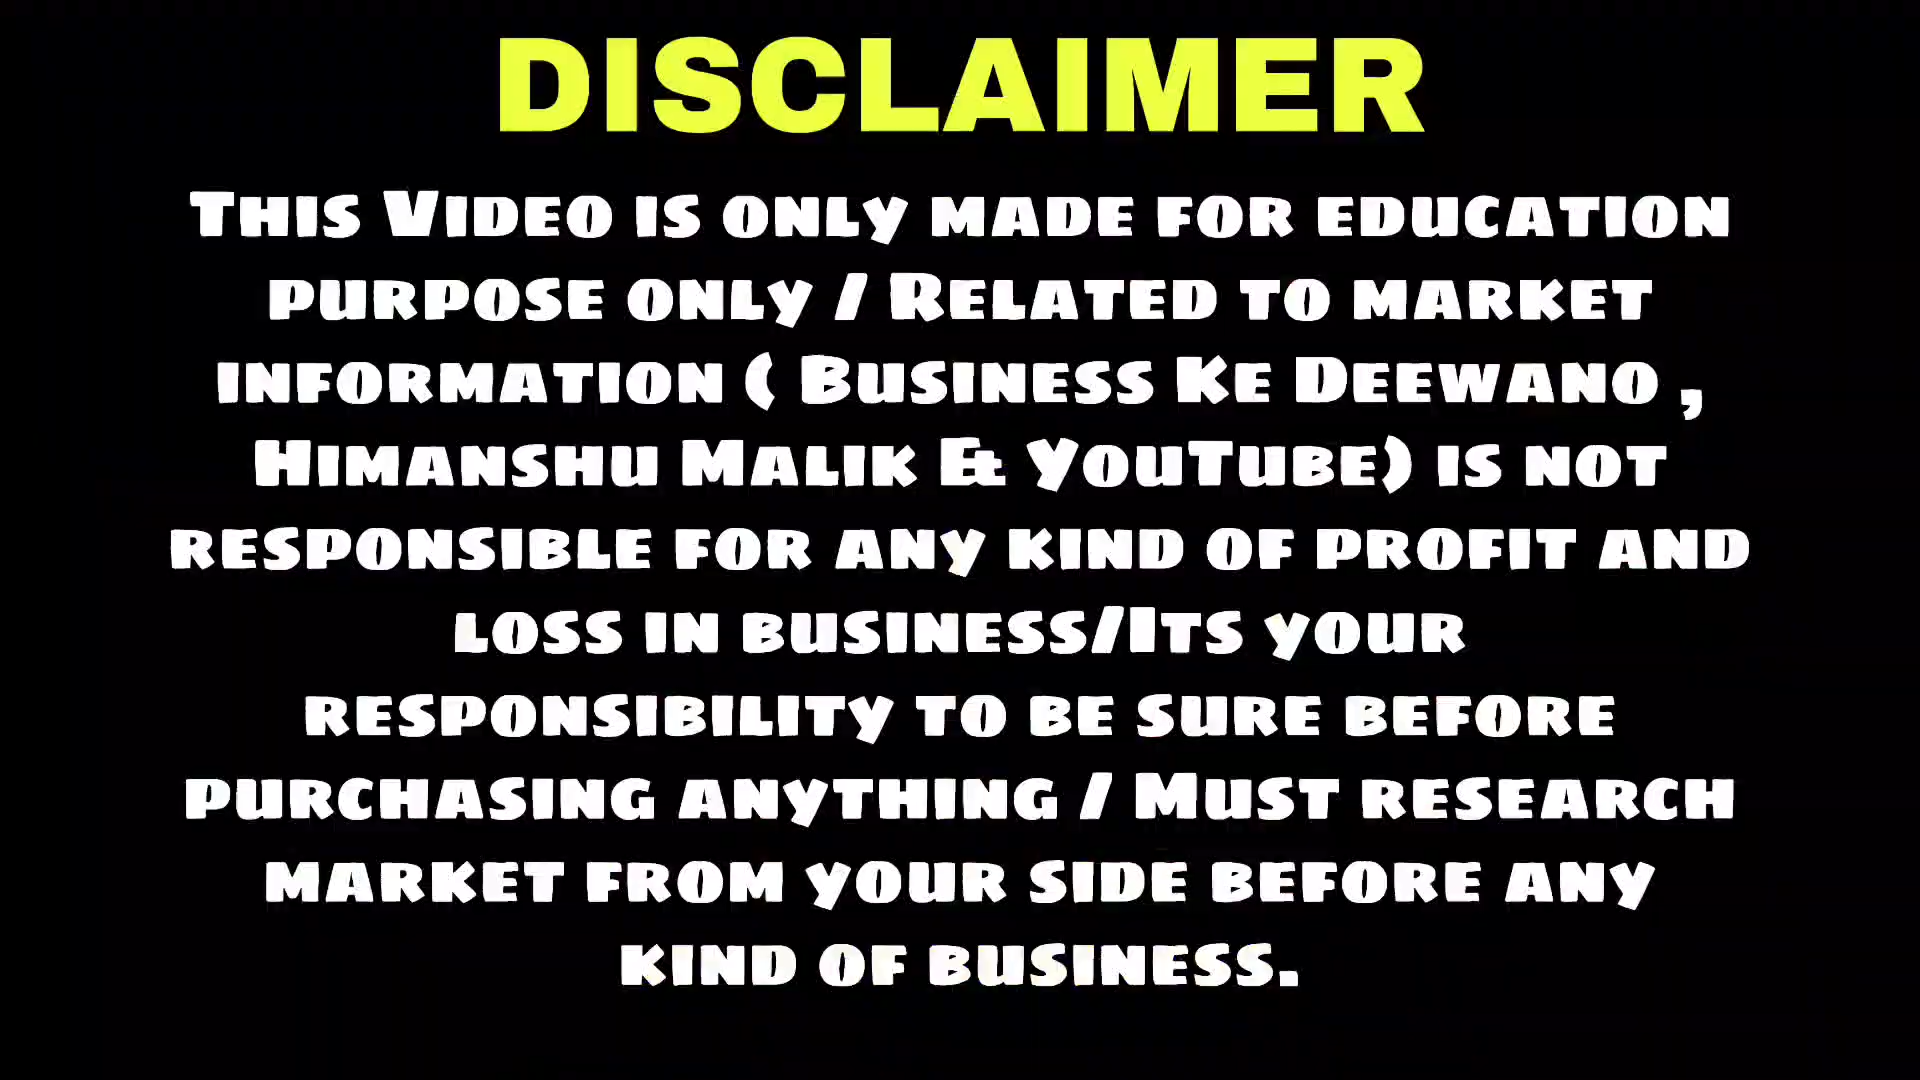 DISCLAIMER
This Video is only made for education
purpose only / Related to market
information ( Business Ke Deewano ,
Himanshu Malik & YouTube) is not
responsible for any kind of profit and
loss in business/Its your
responsibility to be sure before
purchasing anything / Must research
market from your side before any
kind of business.